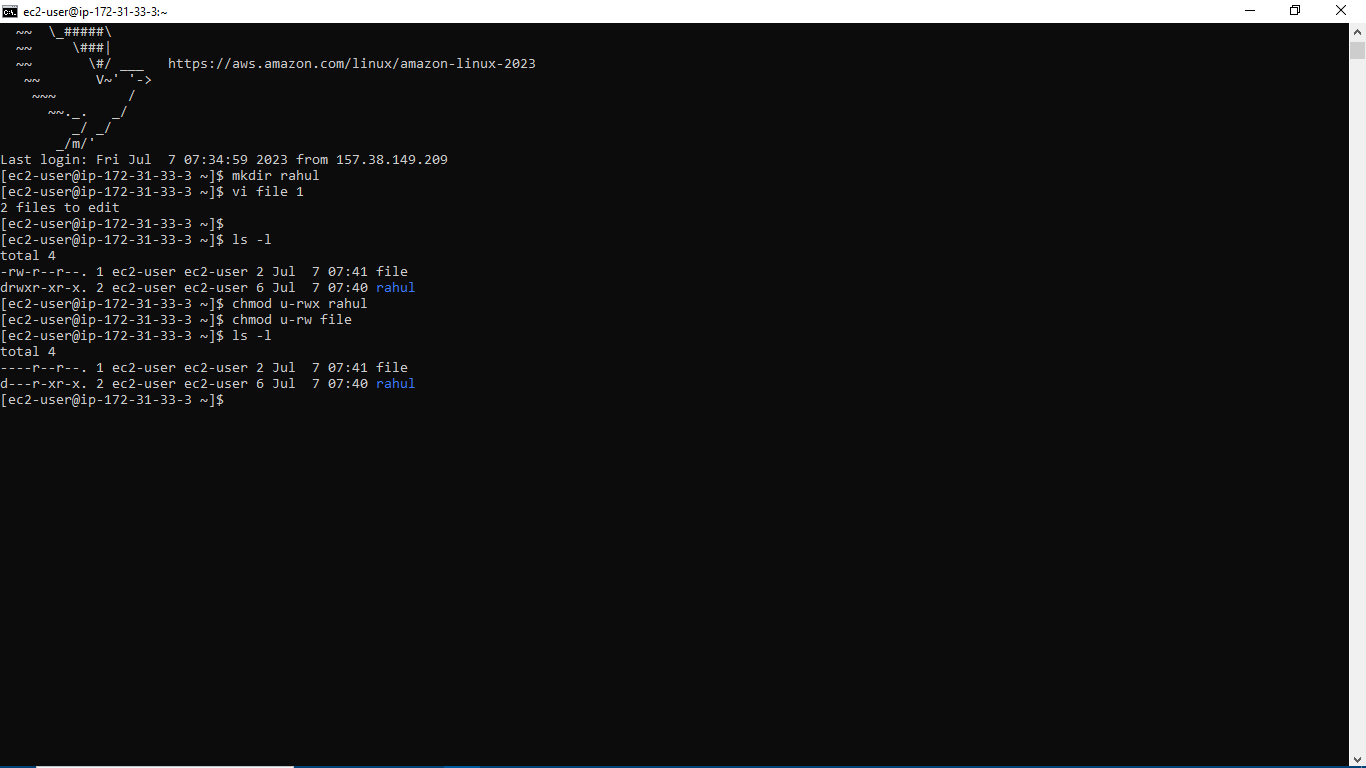 ec2-user@ip-172-31-33-3:~
  ~~  \_#####\
  ~~     \###|
  ~~       \#/ ___   https://aws.amazon.com/linux/amazon-linux-2023
   ~~       V~' '->
    ~~~         /
      ~~._.   _/
         _/ _/
       _/m/'
Last login: Fri Jul  7 07:34:59 2023 from 157.38.149.209
[ec2-user@ip-172-31-33-3 ~]$ mkdir rahul
[ec2-user@ip-172-31-33-3 ~]$ vi file 1
2 files to edit
[ec2-user@ip-172-31-33-3 ~]$
[ec2-user@ip-172-31-33-3 ~]$ ls -l
total 4
-rw-r--r--. 1 ec2-user ec2-user 2 Jul  7 07:41 file
drwxr-xr-x. 2 ec2-user ec2-user 6 Jul  7 07:40 rahul
[ec2-user@ip-172-31-33-3 ~]$ chmod u-rwx rahul
[ec2-user@ip-172-31-33-3 ~]$ chmod u-rw file
[ec2-user@ip-172-31-33-3 ~]$ ls -l
total 4
----r--r--. 1 ec2-user ec2-user 2 Jul  7 07:41 file
d---r-xr-x. 2 ec2-user ec2-user 6 Jul  7 07:40 rahul
[ec2-user@ip-172-31-33-3 ~]$